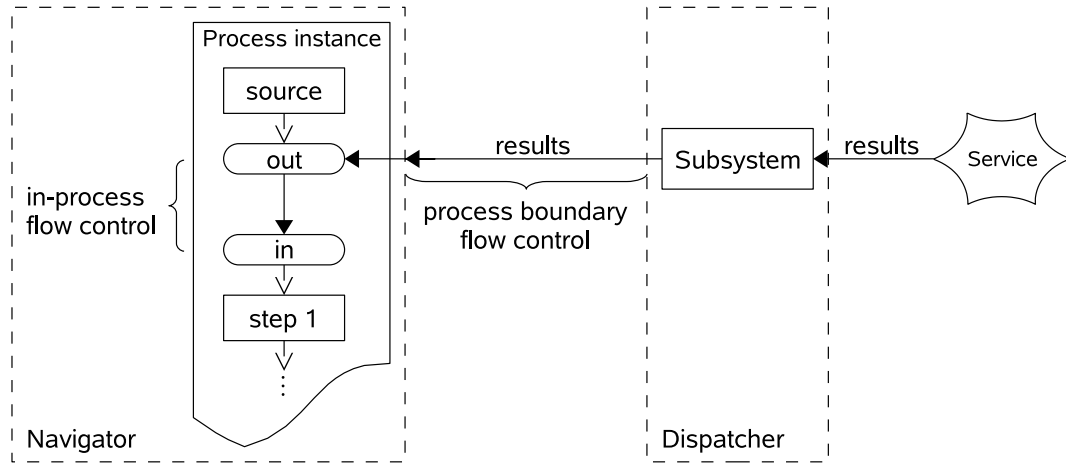 Process instance
source
out
in-process
flow control
in
step 1
results
process boundary
flow control
Subsystem
results
Service
Navigator
Dispatcher